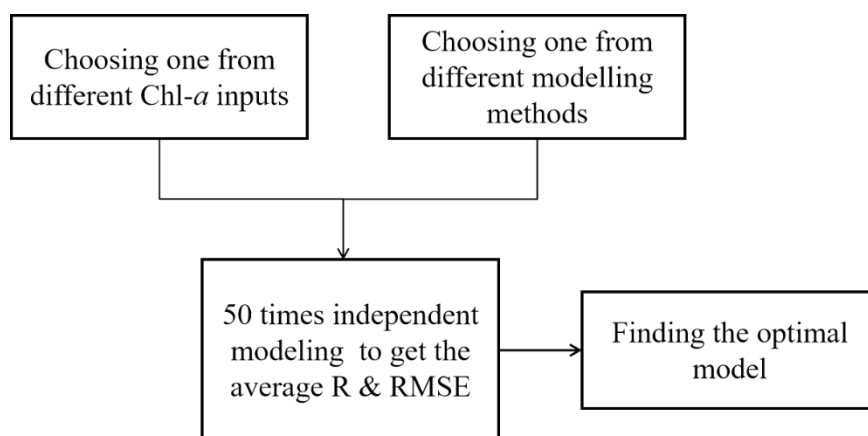 Choosing one from
different Chl-a inputs
Choosing one from
different modelling
methods
50 times independent
modeling  to get the
average R & RMSE
Finding the optimal
model